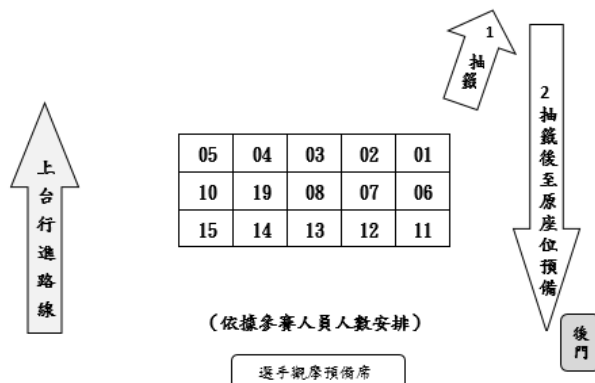 1
抽籤
2
抽籤後至原座位預備
上台行進路線
05 04 03 02 01
10 19 08 07 06
15 14 13 12 11
(依據參賽人員人數安排)
後門
選手觀摩預備席